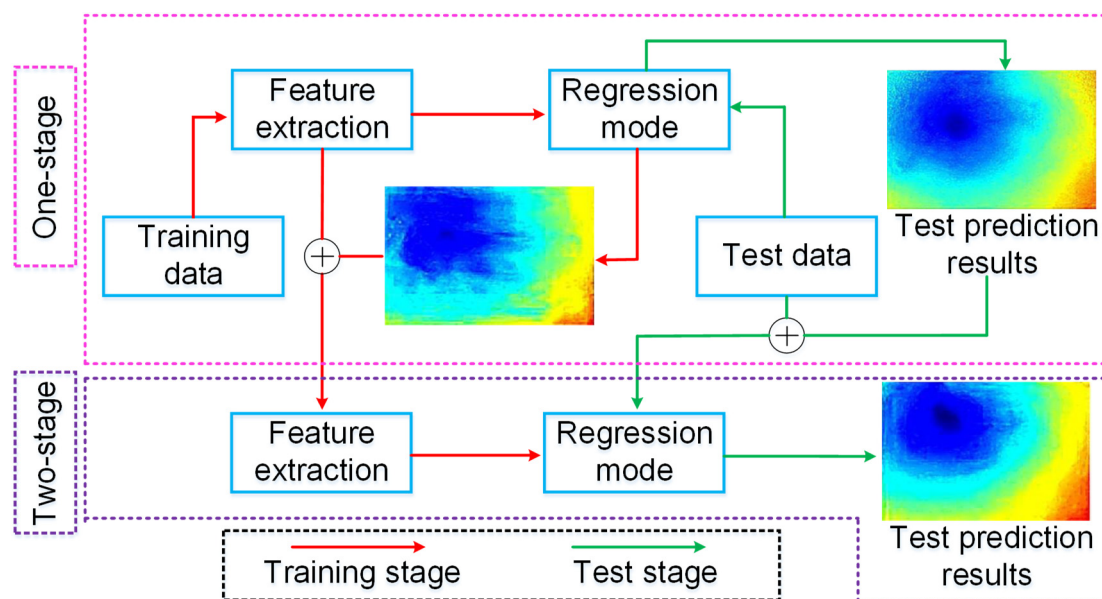 One-stage
Feature
extraction
Regression
mode
Training
data
Test data
Test prediction
results
Two-stage
Feature
extraction
Regression
mode
Test prediction
results
Training stage
Test stage